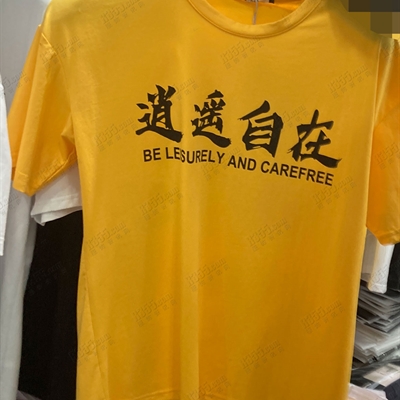 逍遥自在
BE LEISURELY AND CAREFREE